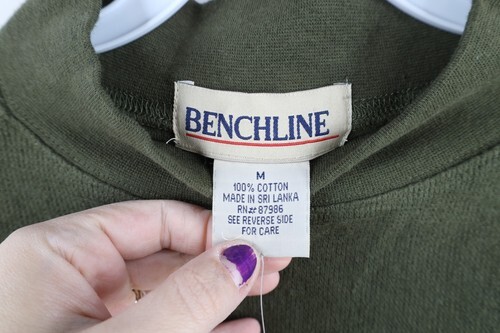 BENCHLINE
M
100% COTTON
MADE IN SRI LANKA
RN# 87986
SEE REVERSE SIDE
FOR CARE